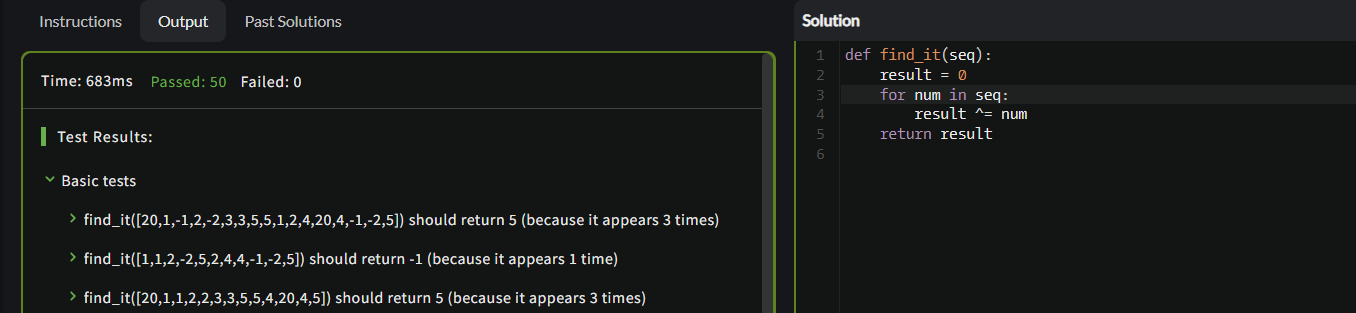 Instructions Output Past Solutions
Time: 683ms Passed: 50 Failed: 0
Test Results:
Basic tests
find_it([20,1,-1,2,-2,3,3,5,5,1,2,4,20,4,-1,-2,5]) should return 5 (because it appears 3 times)
find_it([1,1,2,-2,5,2,4,4,-1,-2,5]) should return -1 (because it appears 1 time)
find_it([20,1,1,2,2,3,3,5,5,4,20,4,5]) should return 5 (because it appears 3 times)
Solution
1 def find_it(seq):
2     result = 0
3     for num in seq:
4         result ^= num
5     return result
6